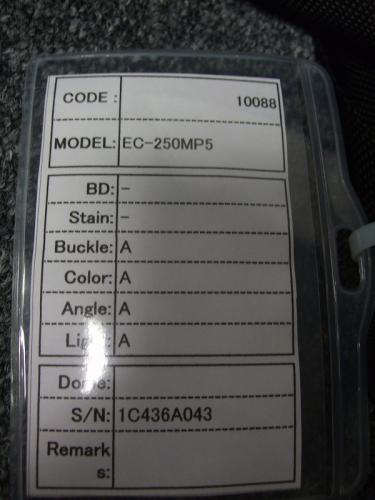 CODE : 10088
MODEL: EC-250MP5
BD: -
Stain: -
Buckle: A
Color: A
Angle: A
A
S/N: 1C436A043
Remark
s: